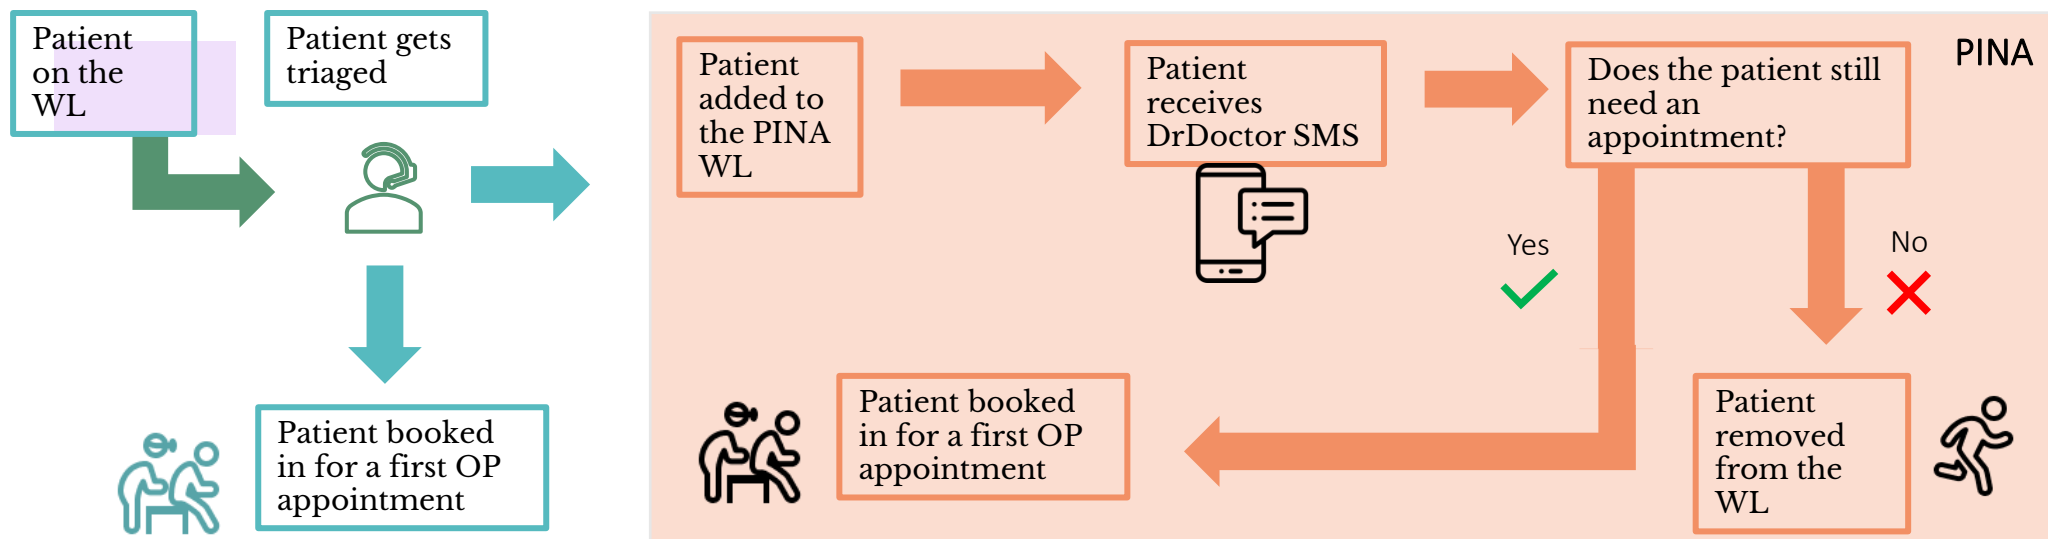 Patient
on the
WL
Patient gets
triaged
Patient booked
in for a first OP
appointment
PINA
Patient
added to
the PINA
WL
Patient
receives
DrDoctor SMS
Does the patient still
need an
appointment?
Yes
No
Patient booked
in for a first OP
appointment
Patient
removed
from the
WL